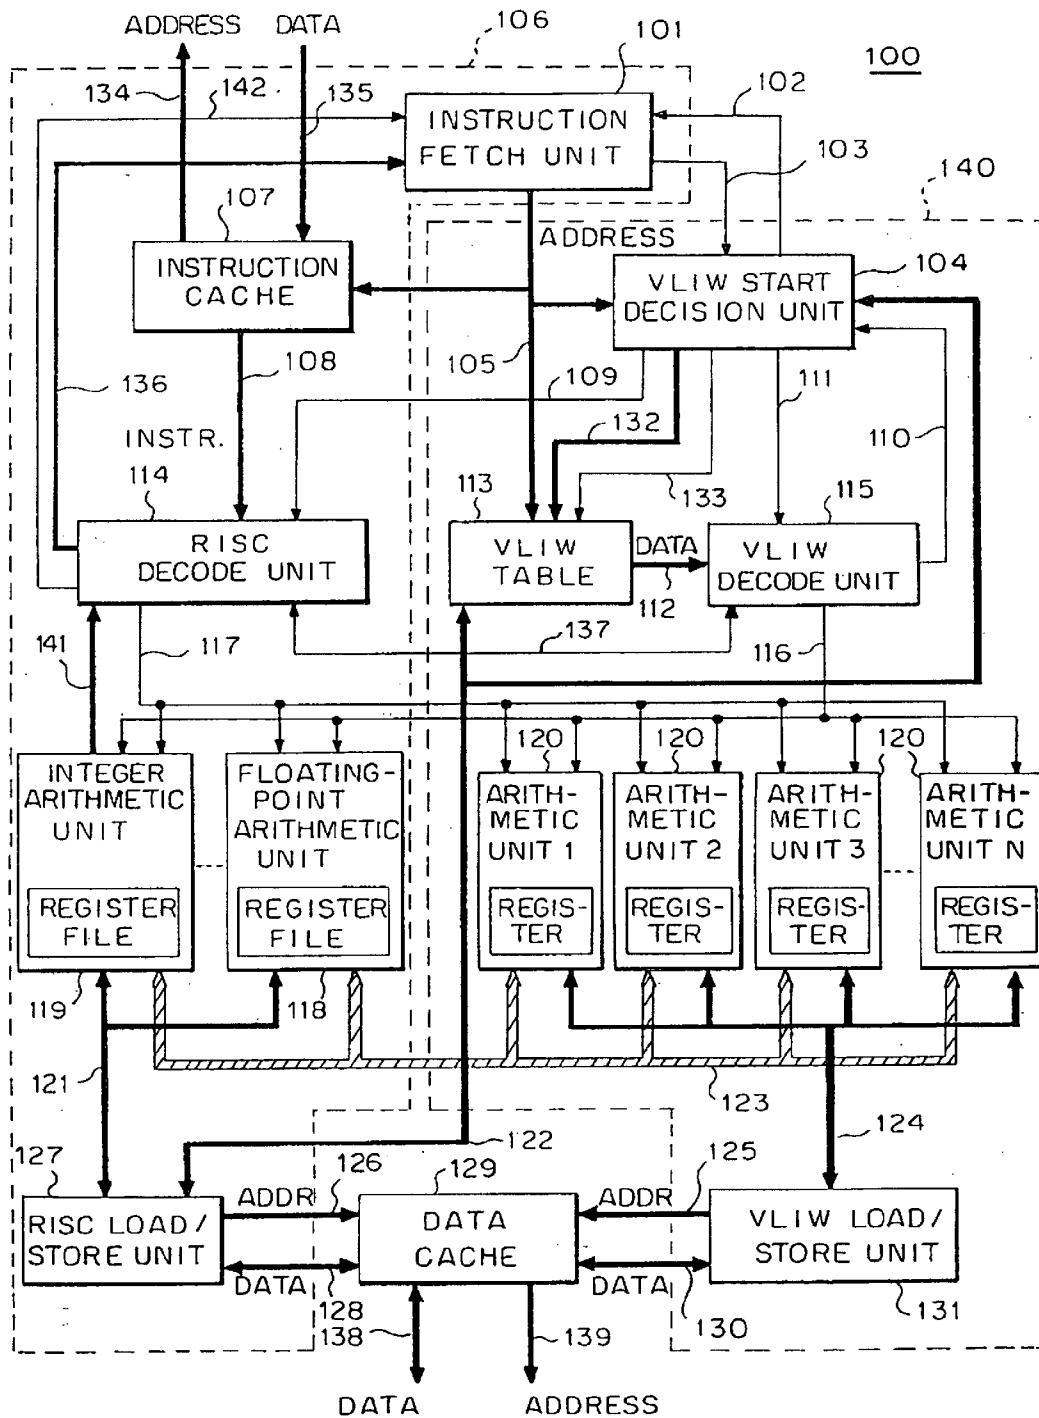 ADDRESS DATA 106 101
100
134 142 135 102
INSTRUCTION
FETCH UNIT
103
140
107
ADDRESS
INSTRUCTION
CACHE
VLIW START
DECISION UNIT
104
136 108 105 109 111
132 110
INSTR.
114 113 133 115
RISC
DECODE UNIT
VLIW
TABLE
DATA
112
VLIW
DECODE UNIT
141 117 137 116
120 120 120
INTEGER
ARITHMETIC
UNIT
REGISTER
FILE
FLOATING-
POINT
ARITHMETIC
UNIT
REGISTER
FILE
ARITH-
METIC
UNIT 1
REGIS-
TER
ARITH-
METIC
UNIT 2
REGIS-
TER
ARITH-
METIC
UNIT 3
REGIS-
TER
ARITH-
METIC
UNIT N
REGIS-
TER
119 118
121 123
122 124
127 126 129 125
RISC LOAD/
STORE UNIT
ADDR
DATA
128
DATA
CACHE
ADDR
DATA
130
VLIW LOAD/
STORE UNIT
131
138 139
DATA ADDRESS